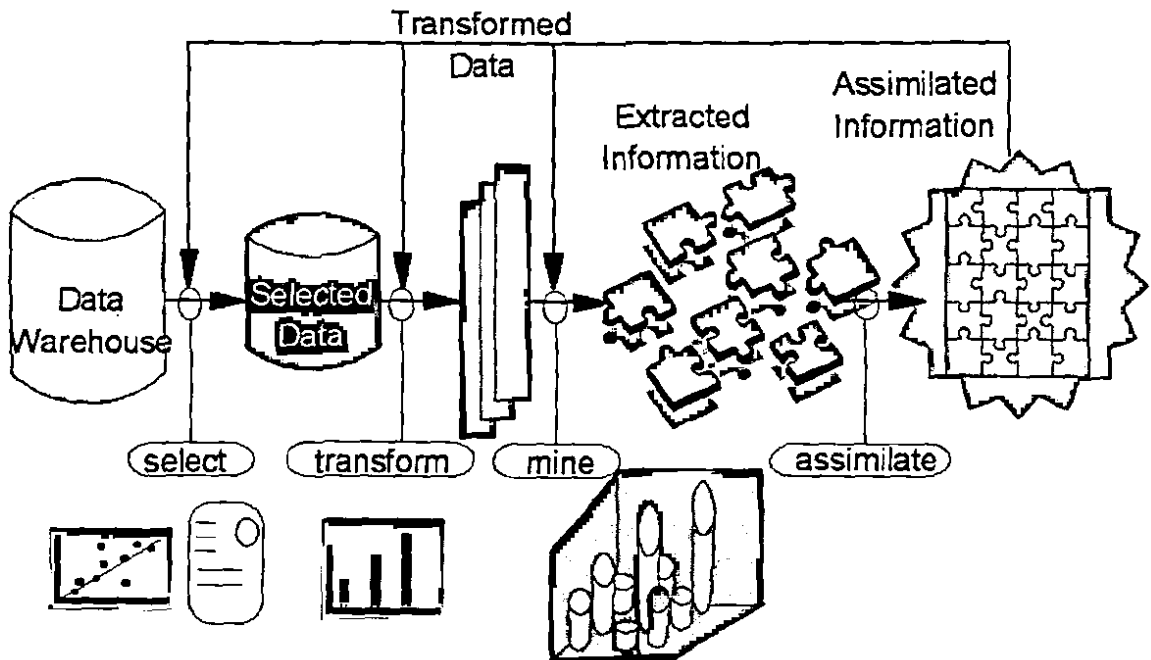 Transformed
Data
Assimilated
Information
Extracted
Information
Data
Warehouse
Selected
Data
select
transform
mine
assimilate